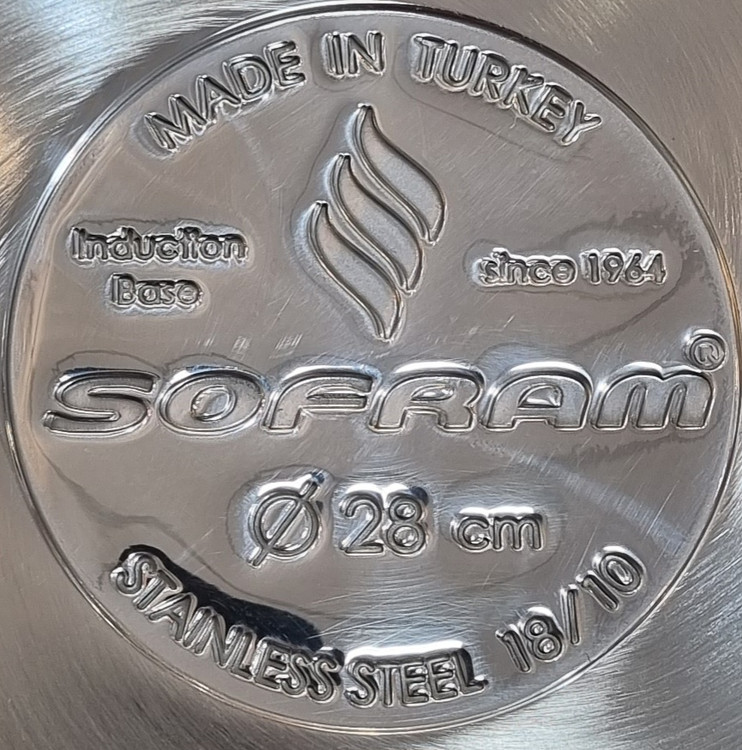 MADE IN TURKEY
Induction
Base
since 1964
SOFRAM®
Ø 28 cm
STAINLESS STEEL 18/10